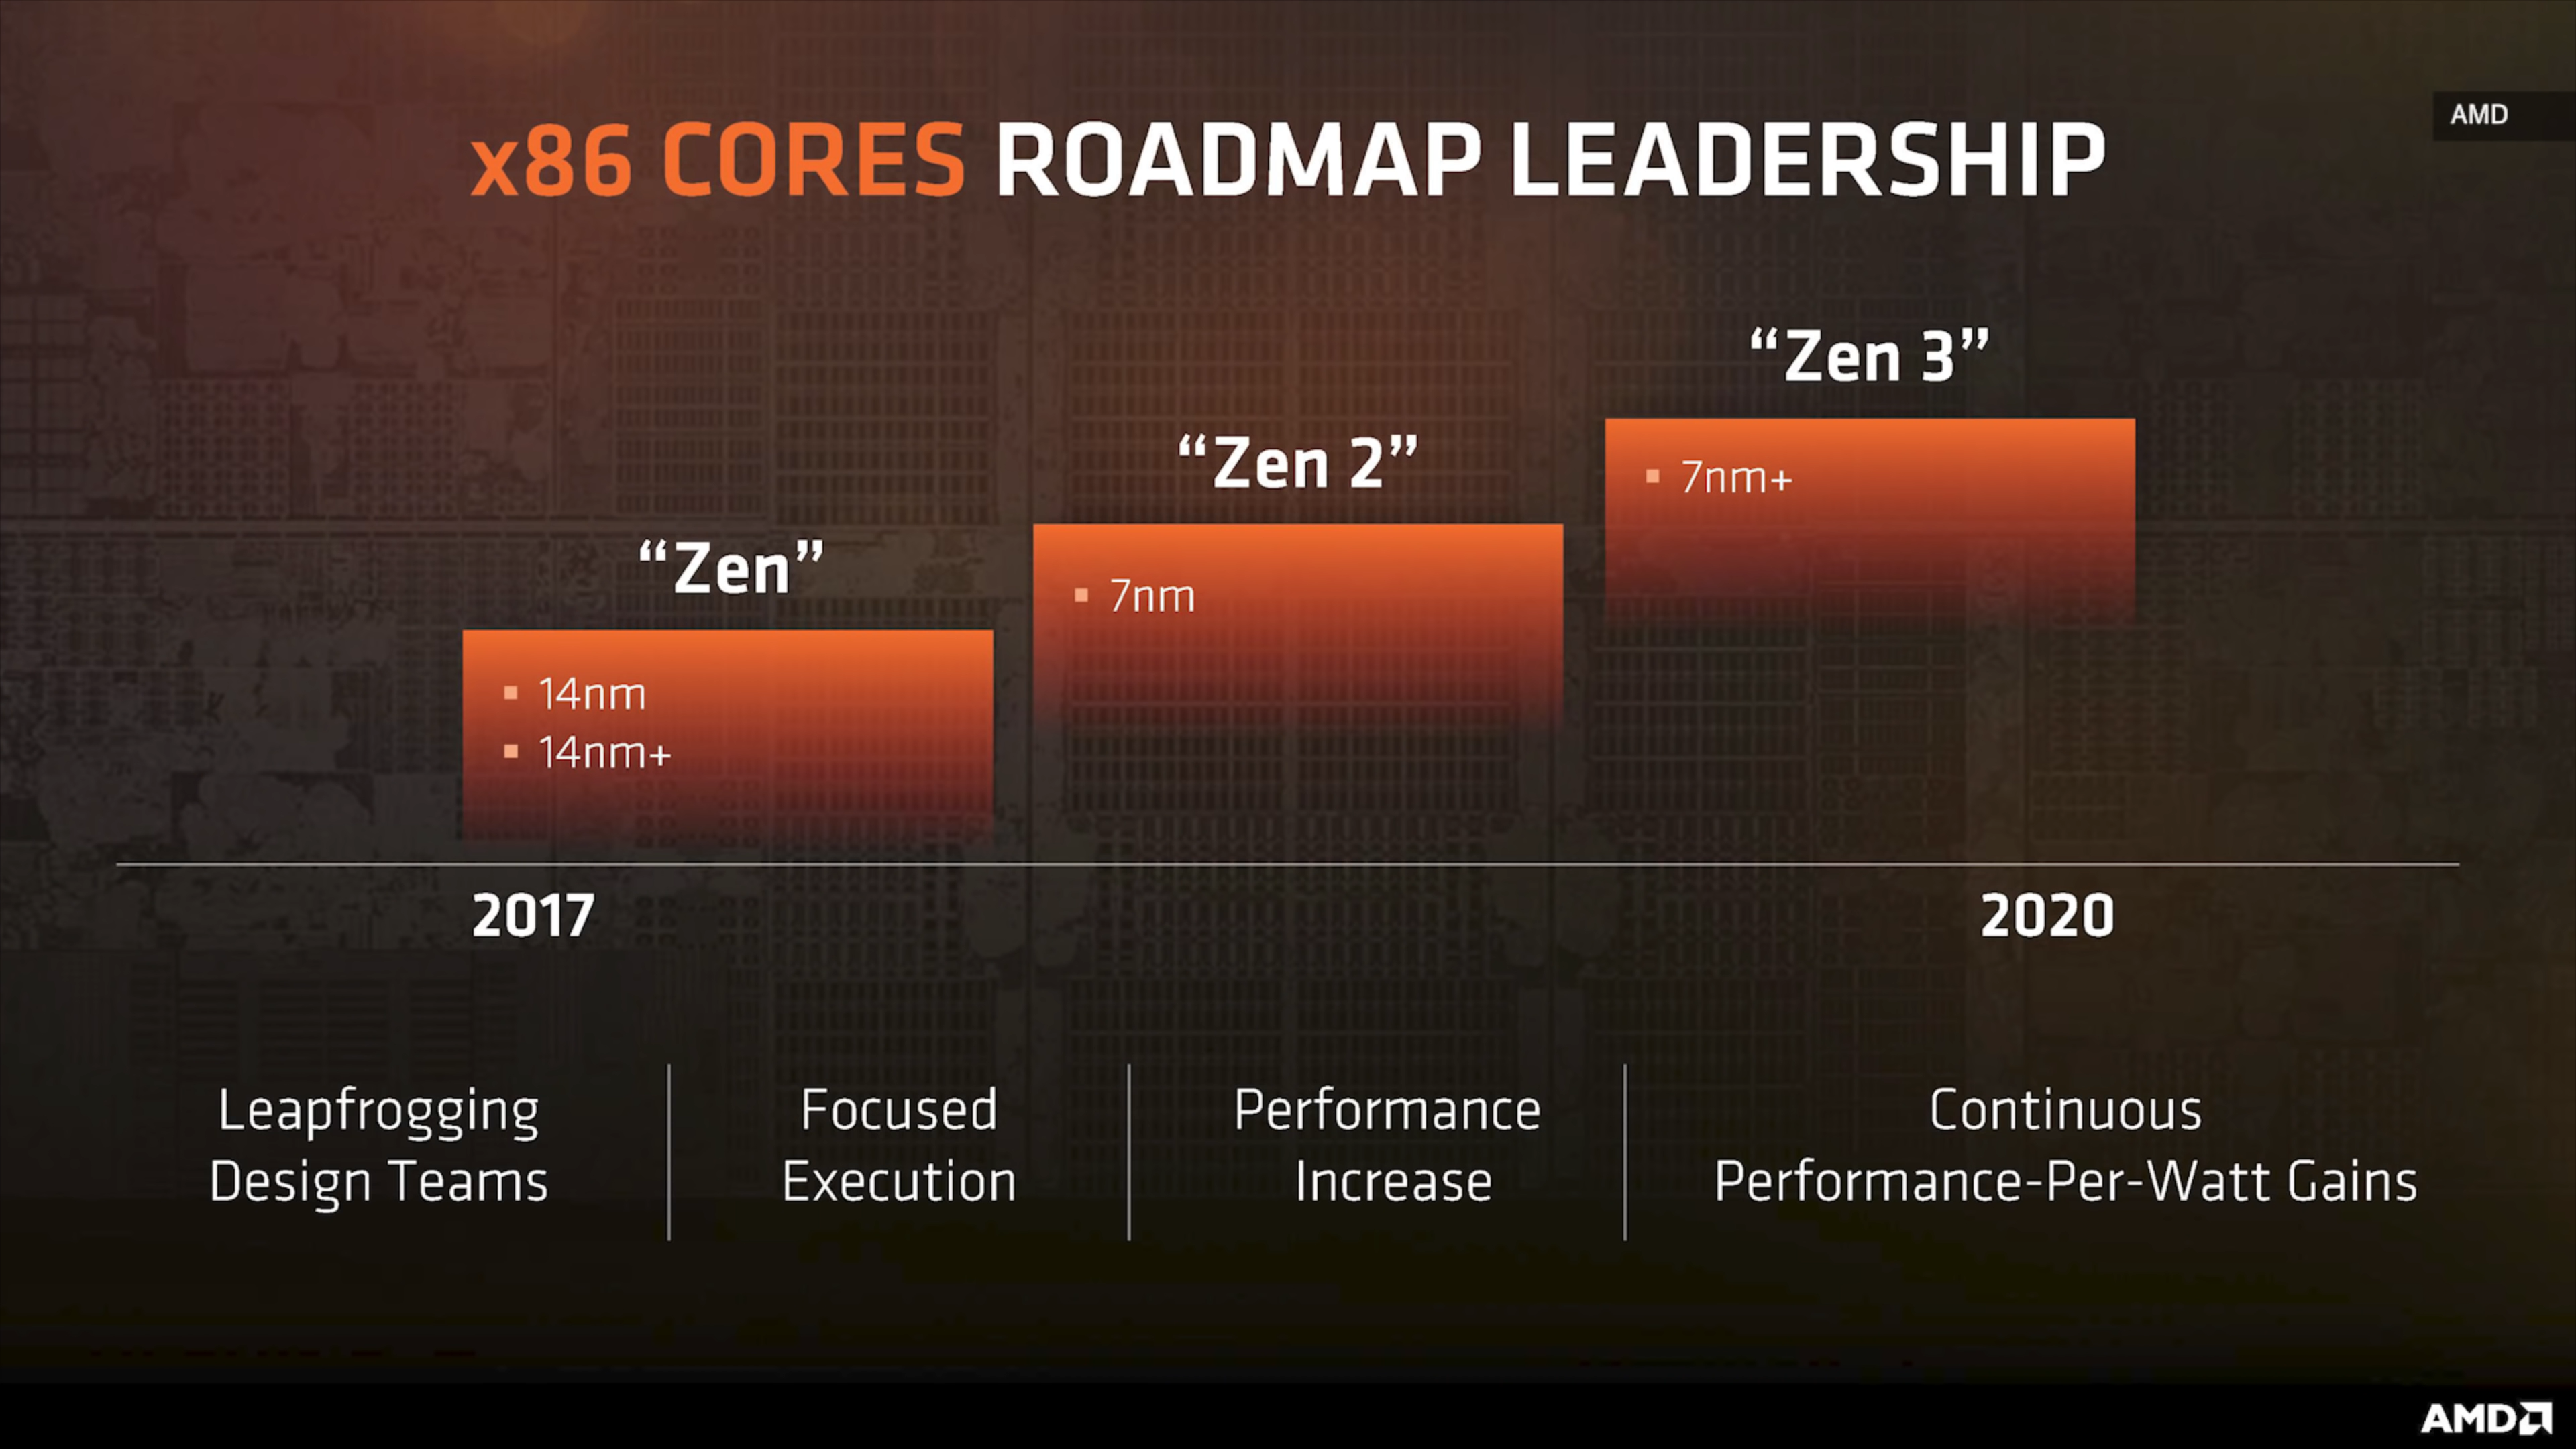 AMD
x86 CORES ROADMAP LEADERSHIP
“Zen”
14nm
14nm+
“Zen 2”
7nm
“Zen 3”
7nm+
2017
2020
Leapfrogging
Design Teams
Focused
Execution
Performance
Increase
Continuous
Performance-Per-Watt Gains
AMD